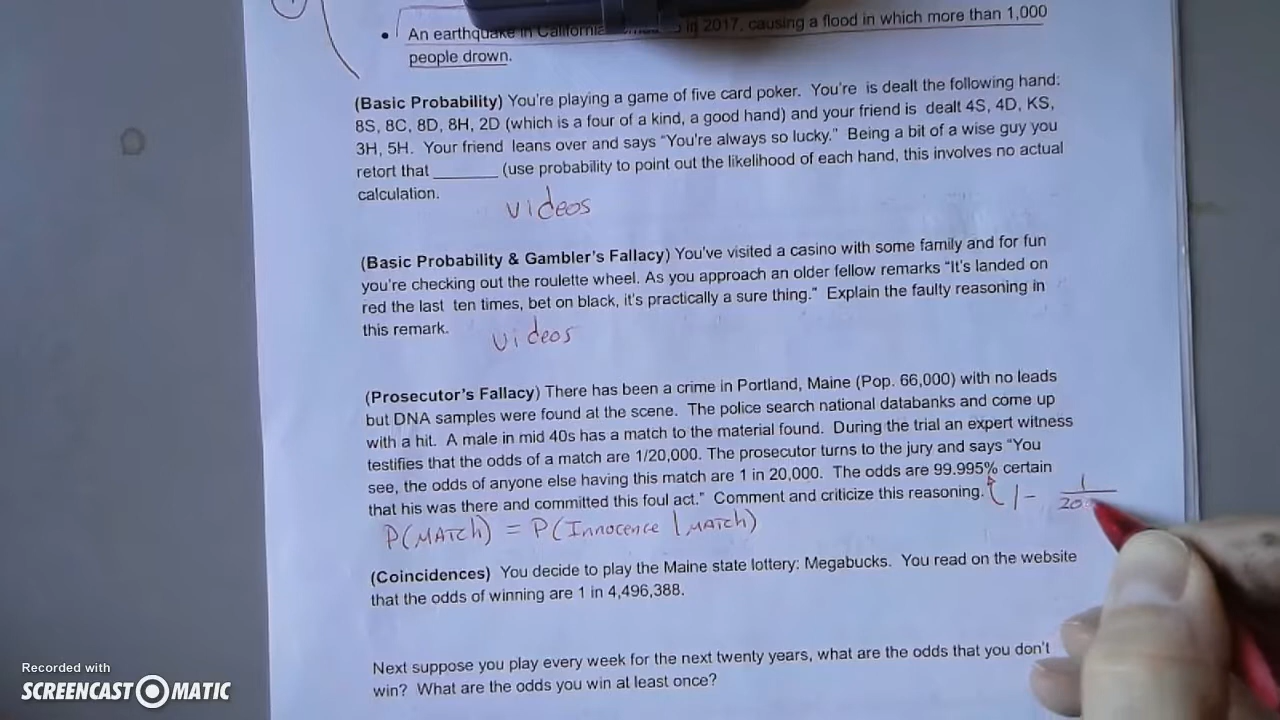 An earthquake in California in 2017, causing a flood in which more than 1,000
people drown.
(Basic Probability) You're playing a game of five card poker. You're is dealt the following hand:
8S, 8C, 8D, 8H, 2D (which is a four of a kind, a good hand) and your friend is dealt 4S, 4D, KS,
3H, 5H. Your friend leans over and says "You're always so lucky." Being a bit of a wise guy you
retort that _______ (use probability to point out the likelihood of each hand, this involves no actual
calculation.
videos
(Basic Probability & Gambler's Fallacy) You've visited a casino with some family and for fun
you're checking out the roulette wheel. As you approach an older fellow remarks "It's landed on
red the last ten times, bet on black, it's practically a sure thing." Explain the faulty reasoning in
this remark.
videos
(Prosecutor's Fallacy) There has been a crime in Portland, Maine (Pop. 66,000) with no leads
but DNA samples were found at the scene. The police search national databanks and come up
with a hit. A male in mid 40s has a match to the material found. During the trial an expert witness
testifies that the odds of a match are 1/20,000. The prosecutor turns to the jury and says "You
see, the odds of anyone else having this match are 1 in 20,000. The odds are 99.995% certain
that his was there and committed this foul act." Comment and criticize this reasoning.
1 - 1/20
P(MATCH) = P(Innocence | MATCH)
(Coincidences) You decide to play the Maine state lottery: Megabucks. You read on the website
that the odds of winning are 1 in 4,496,388.
Next suppose you play every week for the next twenty years, what are the odds that you don't
win? What are the odds you win at least once?
Recorded with
SCREENCAST MATIC